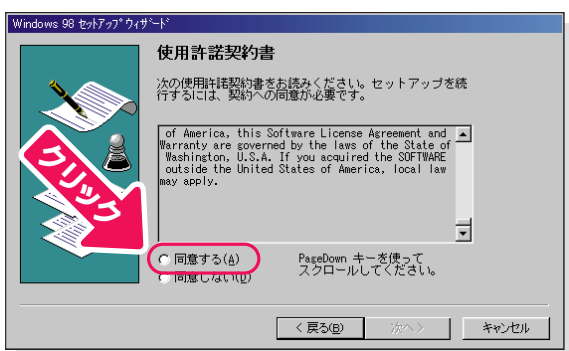 Windows 98 ｾｯﾄｱｯﾌﾟ ｳｨｻﾞｰﾄﾞ
使用許諾契約書
次の使用許諾契約書をお読みください。セットアップを続
行するには、契約への同意が必要です。
of America, this Software License Agreement and
Warranty are governed by the laws of the State of
Washington, U.S.A. If you acquired the SOFTWARE
outside the United States of America, local law
may apply.
クリック
同意する(A)
同意しない(D)
PageDown キーを使って
スクロールしてください。
< 戻る(B)
次へ >
キャンセル